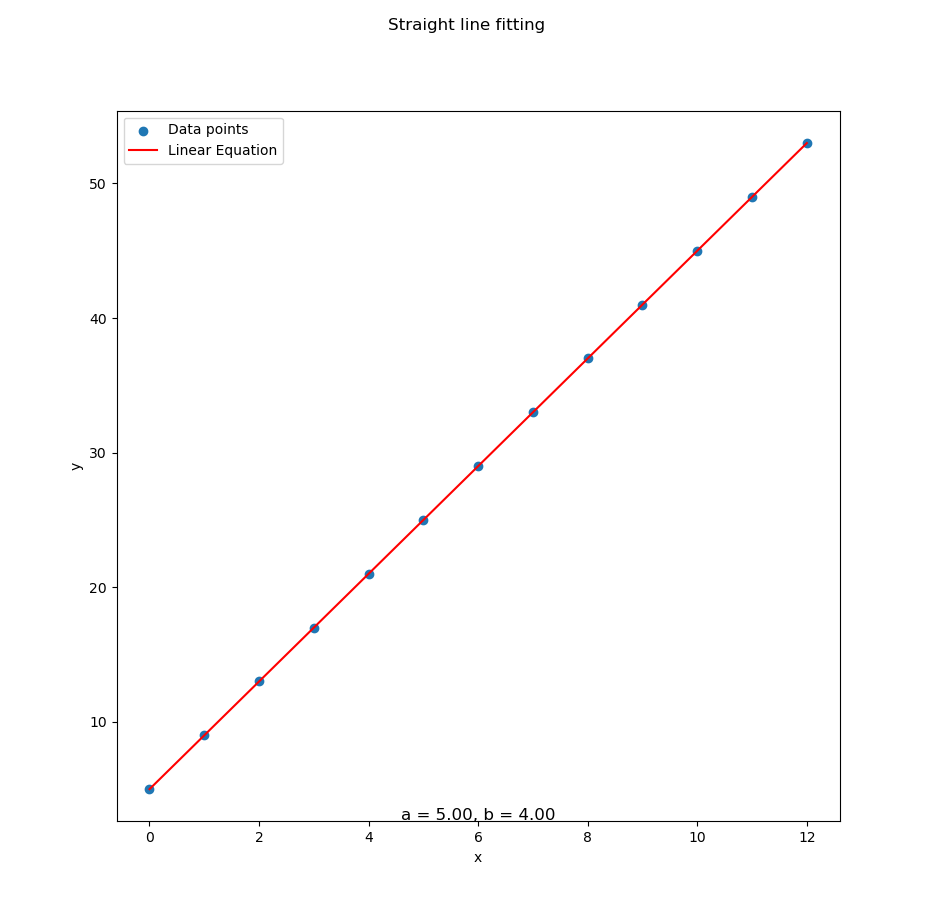 Straight line fitting
Data points
Linear Equation
50
40
30
20
10
y
a = 5.00, b = 4.00
0 2 4 6 8 10 12
x